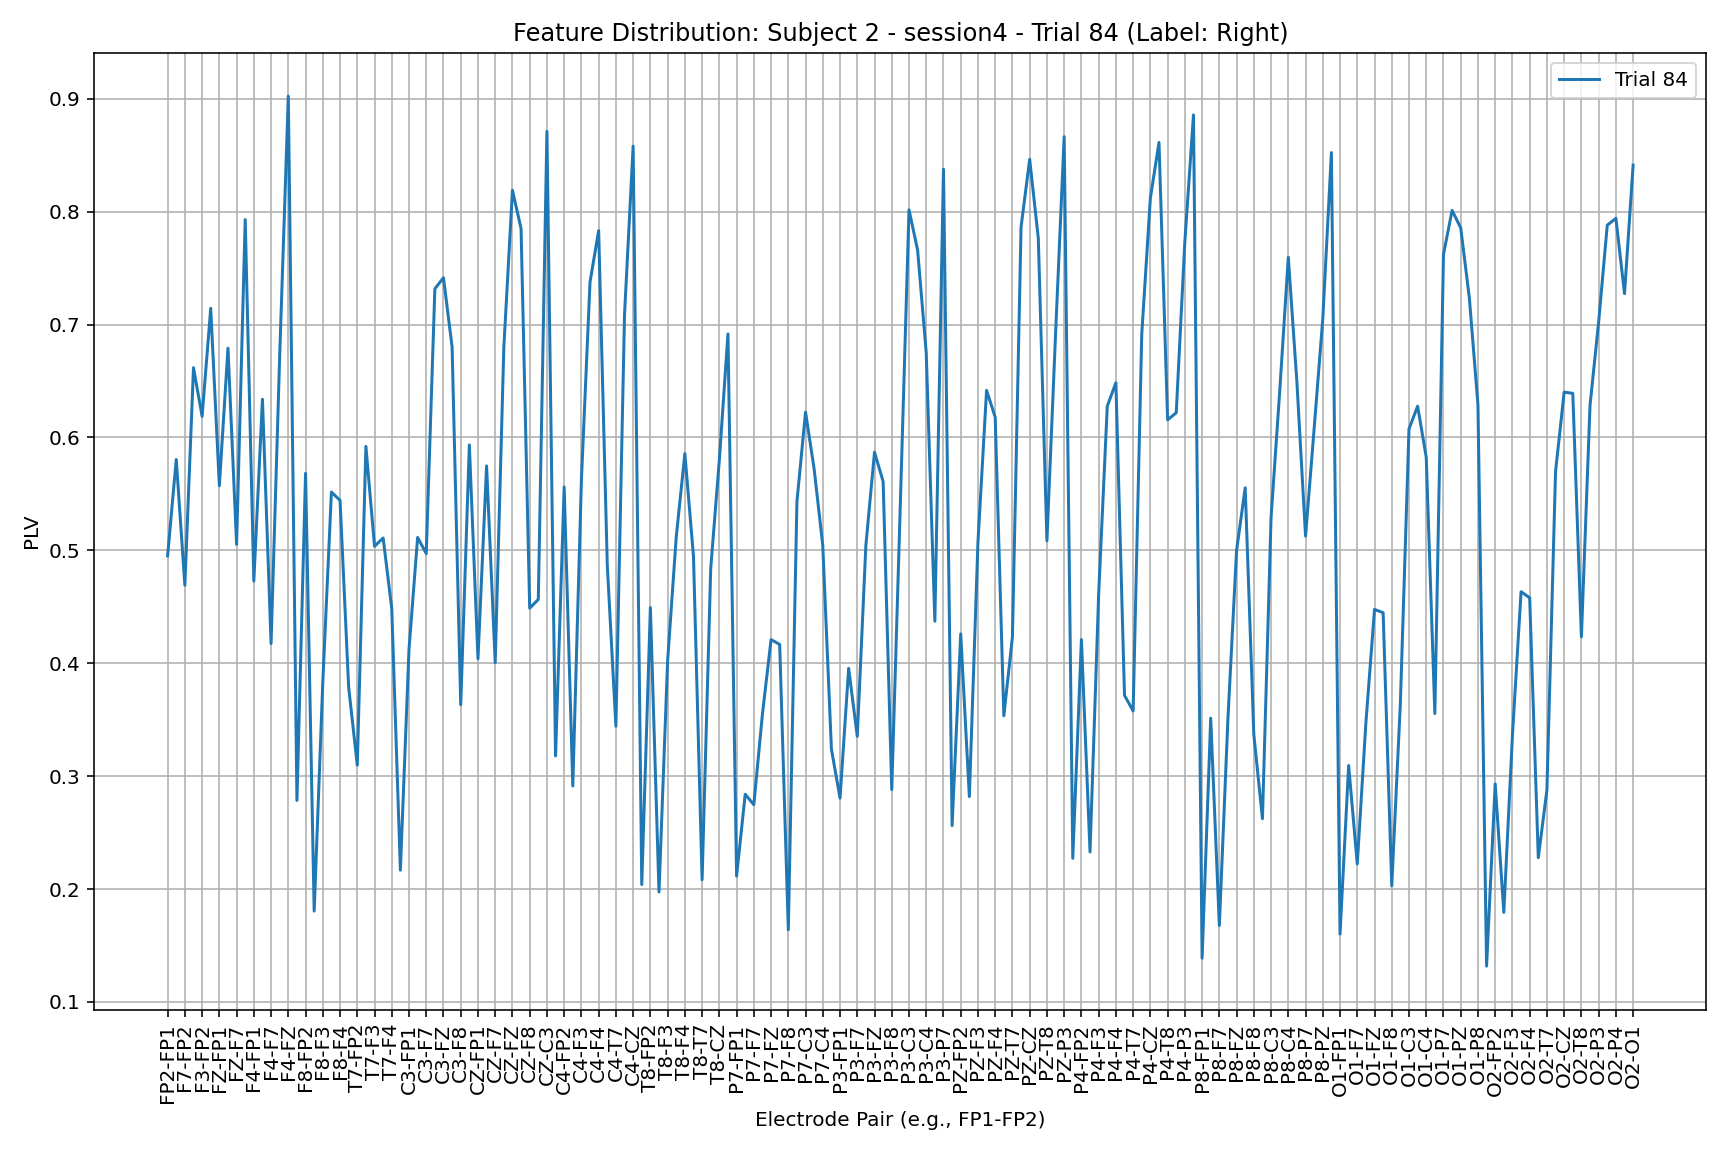 Feature Distribution: Subject 2 - session4 - Trial 84 (Label: Right)
Trial 84
PLV
0.9
0.8
0.7
0.6
0.5
0.4
0.3
0.2
0.1
FP2-FP1
F7-FP2
F3-FP2
FZ-FP1
FZ-F7
F4-FP1
F4-F7
F4-FZ
F8-FP2
F8-F3
F8-F4
T7-FP2
T7-F3
T7-F4
C3-FP1
C3-F7
C3-FZ
C3-F8
CZ-FP1
CZ-F7
CZ-FZ
CZ-F8
CZ-C3
C4-FP2
C4-F3
C4-F4
C4-T7
C4-CZ
T8-FP2
T8-F3
T8-F4
T8-T7
T8-CZ
P7-FP1
P7-F7
P7-FZ
P7-F8
P7-C3
P7-C4
P3-FP1
P3-F7
P3-FZ
P3-F8
P3-C3
P3-C4
P3-P7
PZ-FP2
PZ-F3
PZ-F4
PZ-T7
PZ-CZ
PZ-T8
PZ-P3
P4-FP2
P4-F3
P4-F4
P4-T7
P4-CZ
P4-T8
P4-P3
P8-FP1
P8-F7
P8-FZ
P8-F8
P8-C3
P8-C4
P8-P7
P8-PZ
O1-FP1
O1-F7
O1-FZ
O1-F8
O1-C3
O1-C4
O1-P7
O1-PZ
O1-P8
O2-FP2
O2-F3
O2-F4
O2-T7
O2-CZ
O2-T8
O2-P3
O2-P4
O2-O1
Electrode Pair (e.g., FP1-FP2)